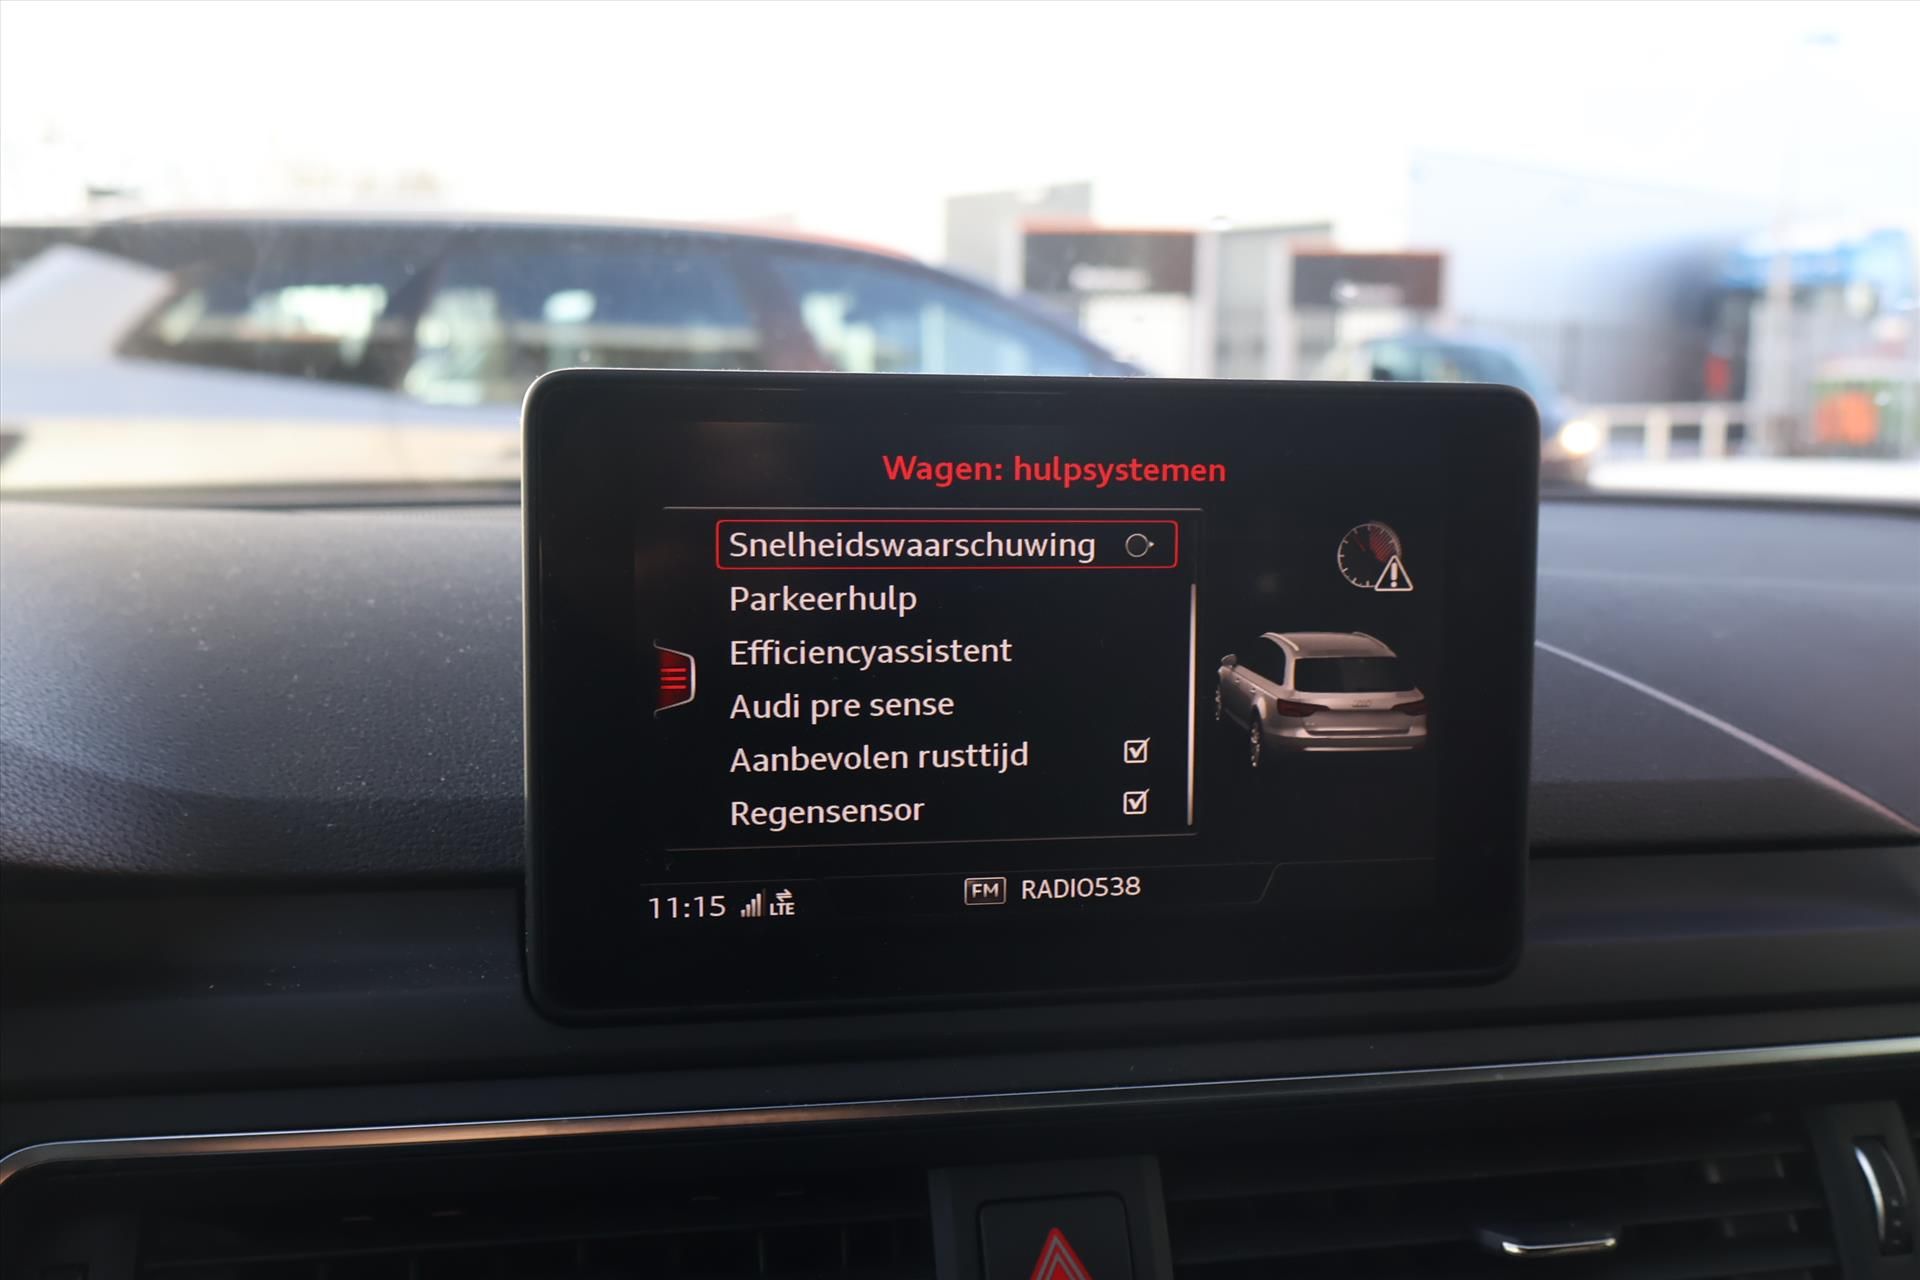 Wagen: hulpsystemen
Snelheidswaarschuwing
Parkeerhulp
Efficiencyassistent
Audi pre sense
Aanbevolen rusttijd
Regensensor
11:15 LTE
FM RADIO538